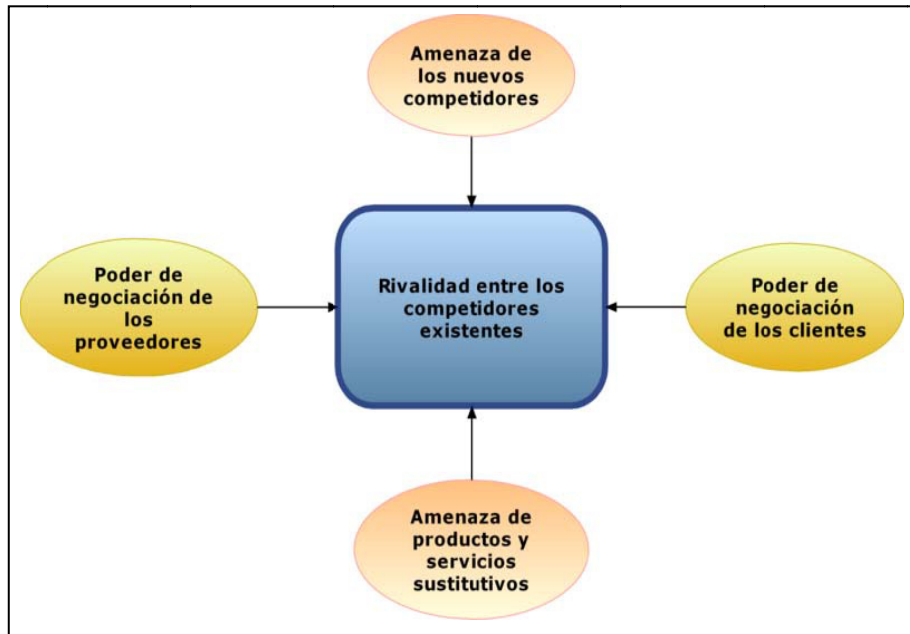 Amenaza de
los nuevos
competidores
Poder de
negociación de
los
proveedores
Rivalidad entre los
competidores
existentes
Poder de
negociación
de los clientes
Amenaza de
productos y
servicios
sustitutivos